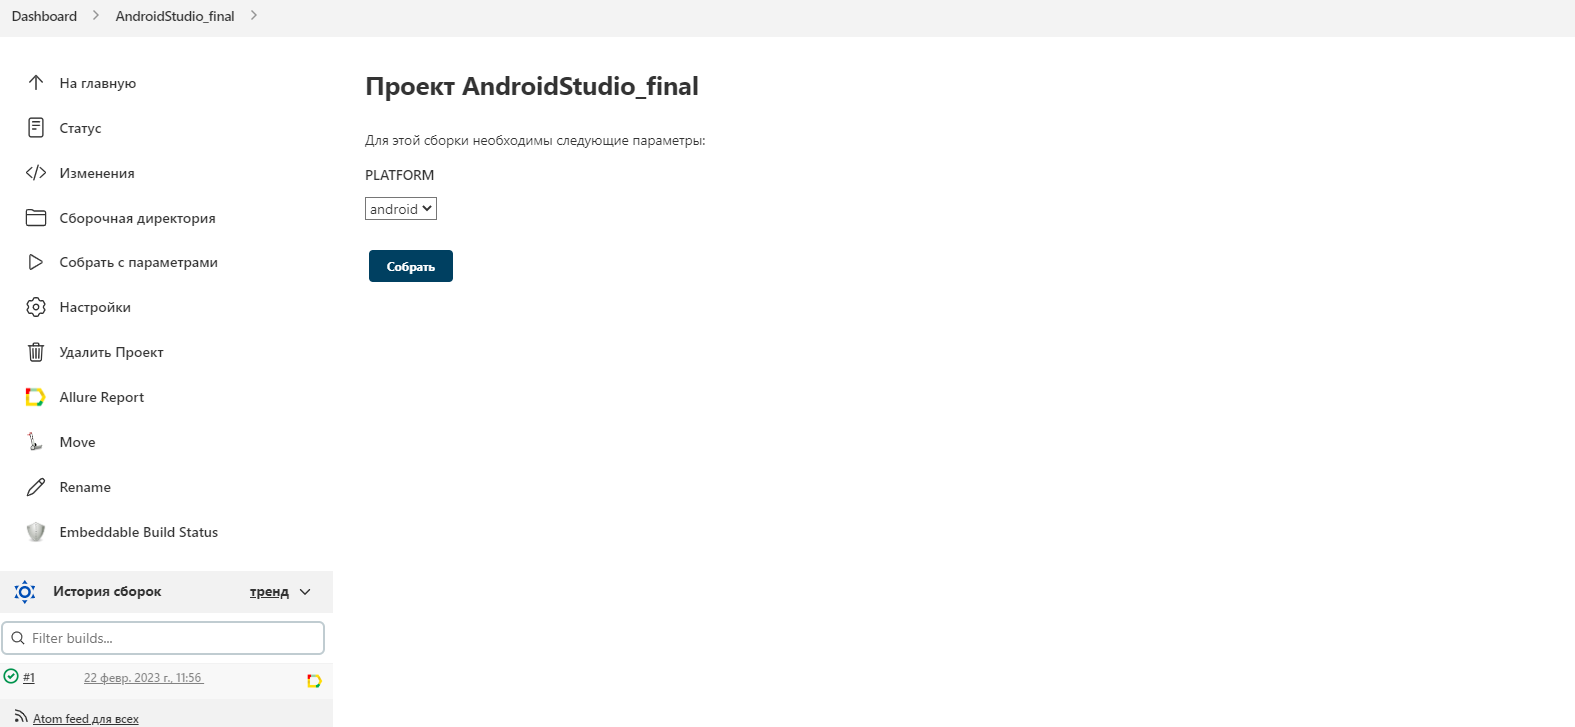 Dashboard
AndroidStudio_final
На главную
Статус
Изменения
Сборочная директория
Собрать с параметрами
Настройки
Удалить Проект
Allure Report
Move
Rename
Embeddable Build Status
История сборок
тренд
Filter builds...
#1
22 февр. 2023 г., 11:56
Atom feed для всех
Проект AndroidStudio_final
Для этой сборки необходимы следующие параметры:
PLATFORM
android
Собрать